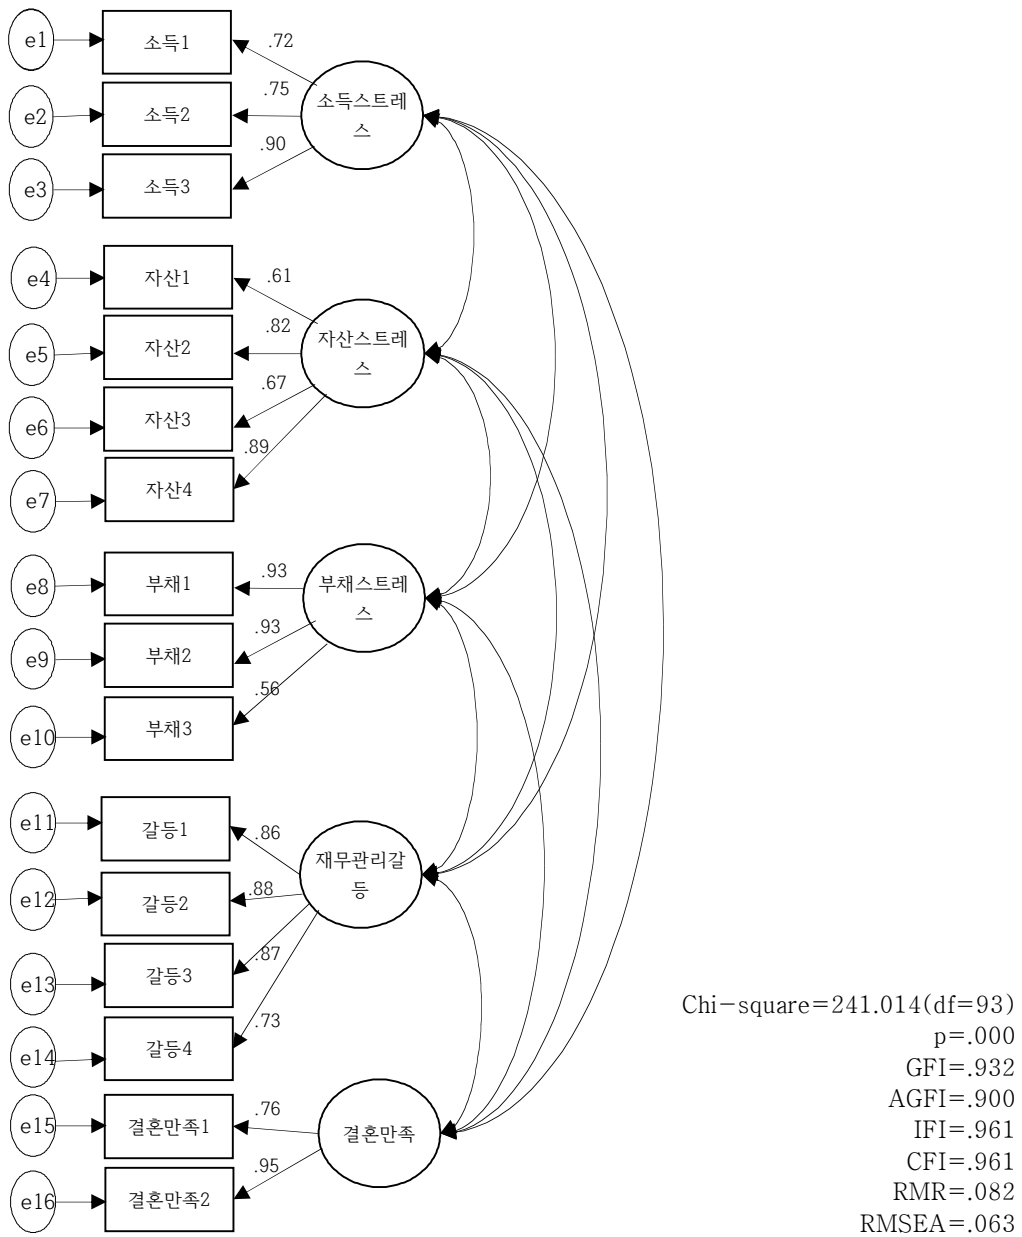 e1
소득1
.72
e2
소득2
.75
소득스트레
스
e3
소득3
.90
e4
자산1
.61
e5
자산2
.82
자산스트레
스
e6
자산3
.67
e7
자산4
.89
e8
부채1
.93
부채스트레
스
e9
부채2
.93
e10
부채3
.56
e11
갈등1
.86
재무관리갈
등
e12
갈등2
.88
e13
갈등3
.87
e14
갈등4
.73
e15
결혼만족1
.76
결혼만족
e16
결혼만족2
.95
Chi-square=241.014(df=93)
p=.000
GFI=.932
AGFI=.900
IFI=.961
CFI=.961
RMR=.082
RMSEA=.063